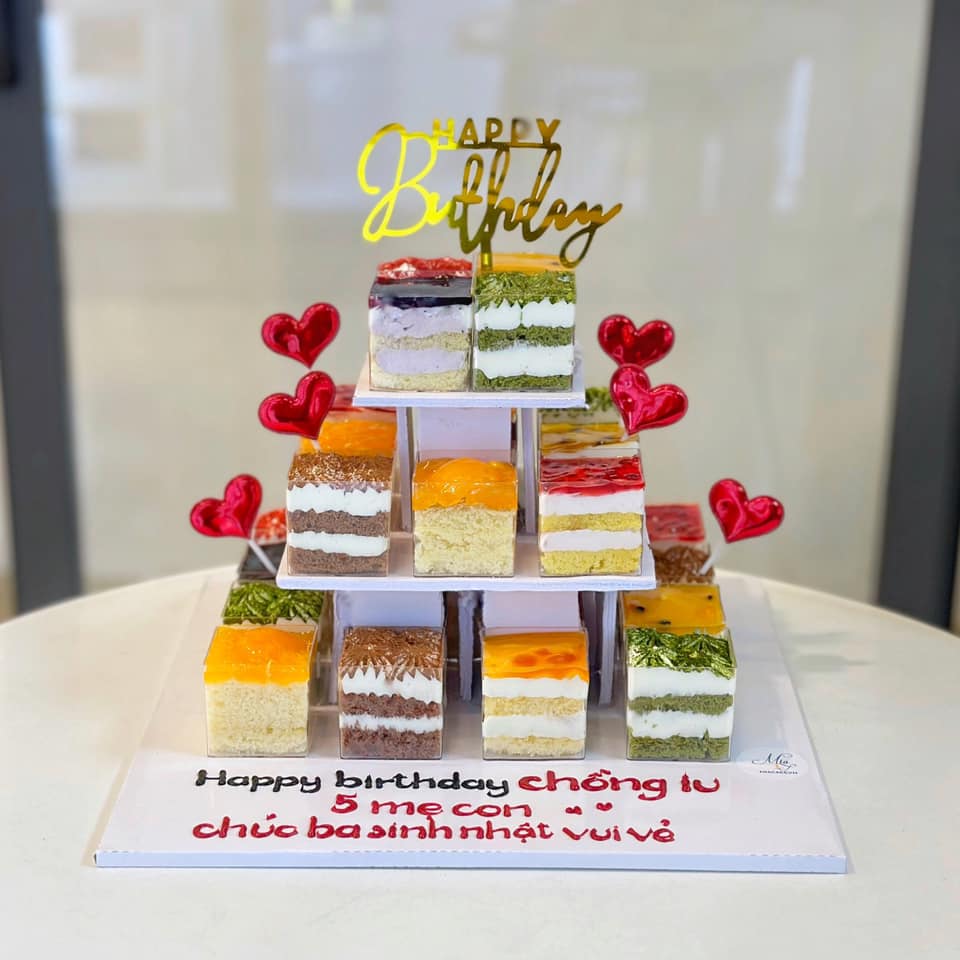 HAPPY
Birthday
Mia
Happy birthday chồng iu
5 mẹ con
chúc ba sinh nhật vui vẻ